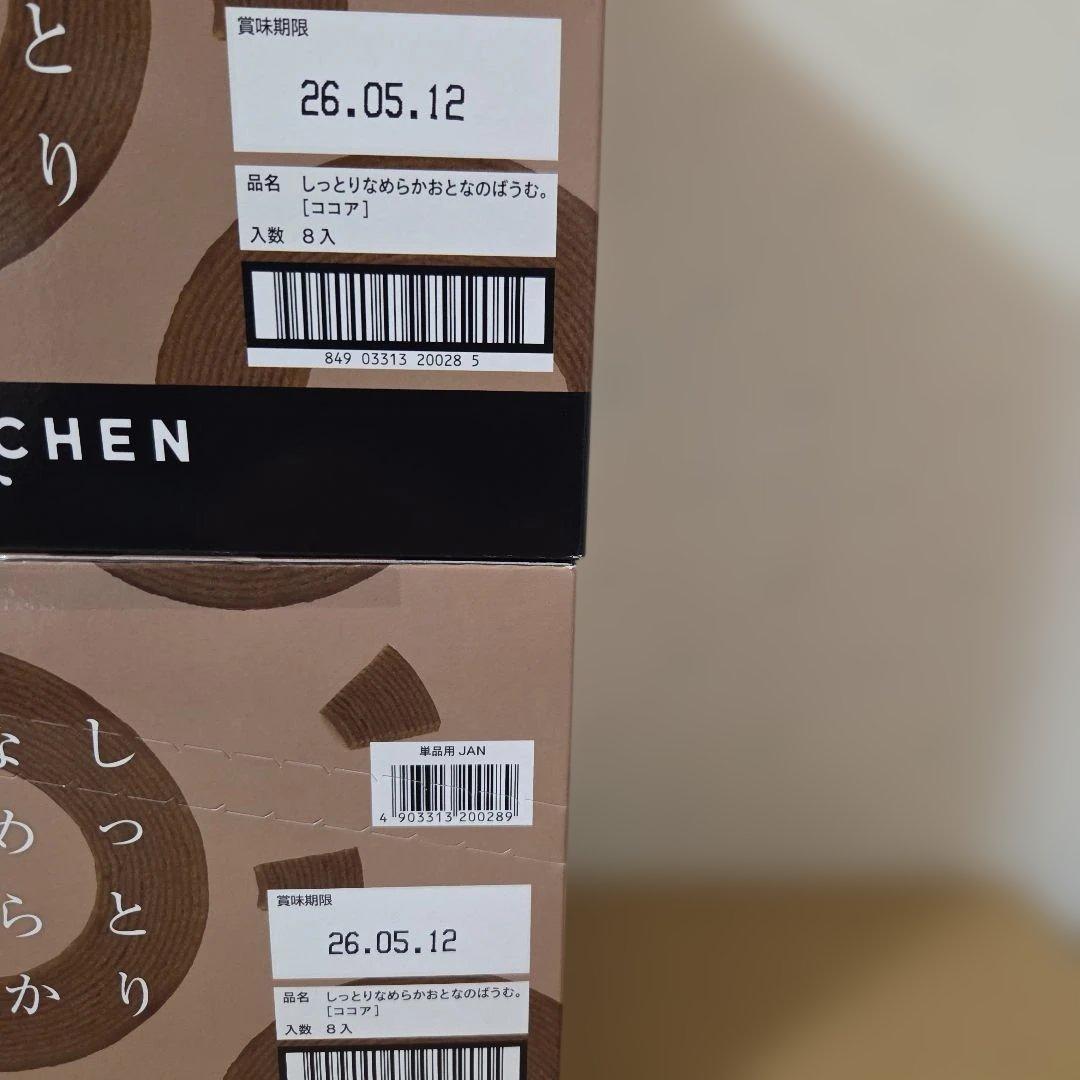 とり
賞味期限
26.05.12
品名 しっとりなめらかおとなのばうむ。
[ココア]
入数 8入
849 03313 20028 5
CHEN
しっとり
なめらか
単品用 JAN
4 903313 200289
賞味期限
26.05.12
品名 しっとりなめらかおとなのばうむ。
[ココア]
入数 8入